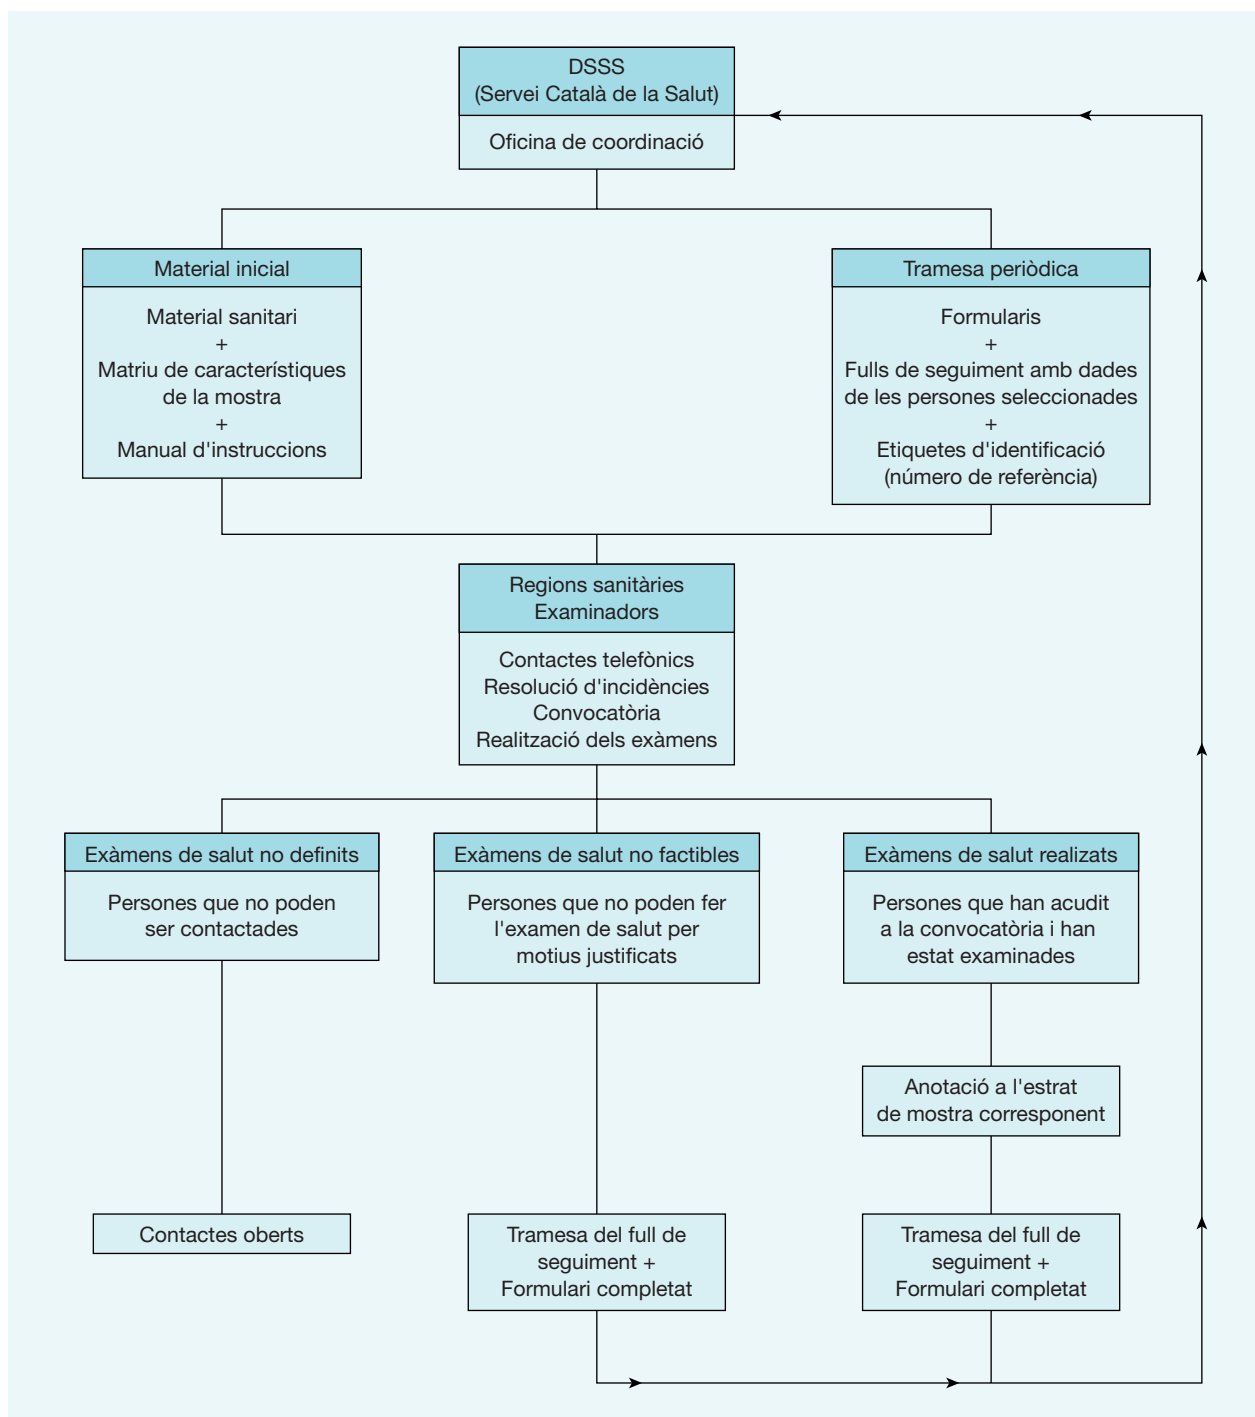 DSSS
(Servei Català de la Salut)
Oficina de coordinació
Material inicial
Material sanitari
+
Matriu de característiques
de la mostra
+
Manual d'instruccions
Tramesa periòdica
Formularis
+
Fulls de seguiment amb dades
de les persones seleccionades
+
Etiquetes d'identificació
(número de referència)
Regions sanitàries
Examinadors
Contactes telefònics
Resolució d'incidències
Convocatòria
Realització dels exàmens
Exàmens de salut no definits
Persones que no poden
ser contactades
Contactes oberts
Exàmens de salut no factibles
Persones que no poden fer
l'examen de salut per
motius justificats
Tramesa del full de
seguiment +
Formulari completat
Exàmens de salut realizats
Persones que han acudit
a la convocatòria i han
estat examinades
Anotació a l'estrat
de mostra corresponent
Tramesa del full de
seguiment +
Formulari completat